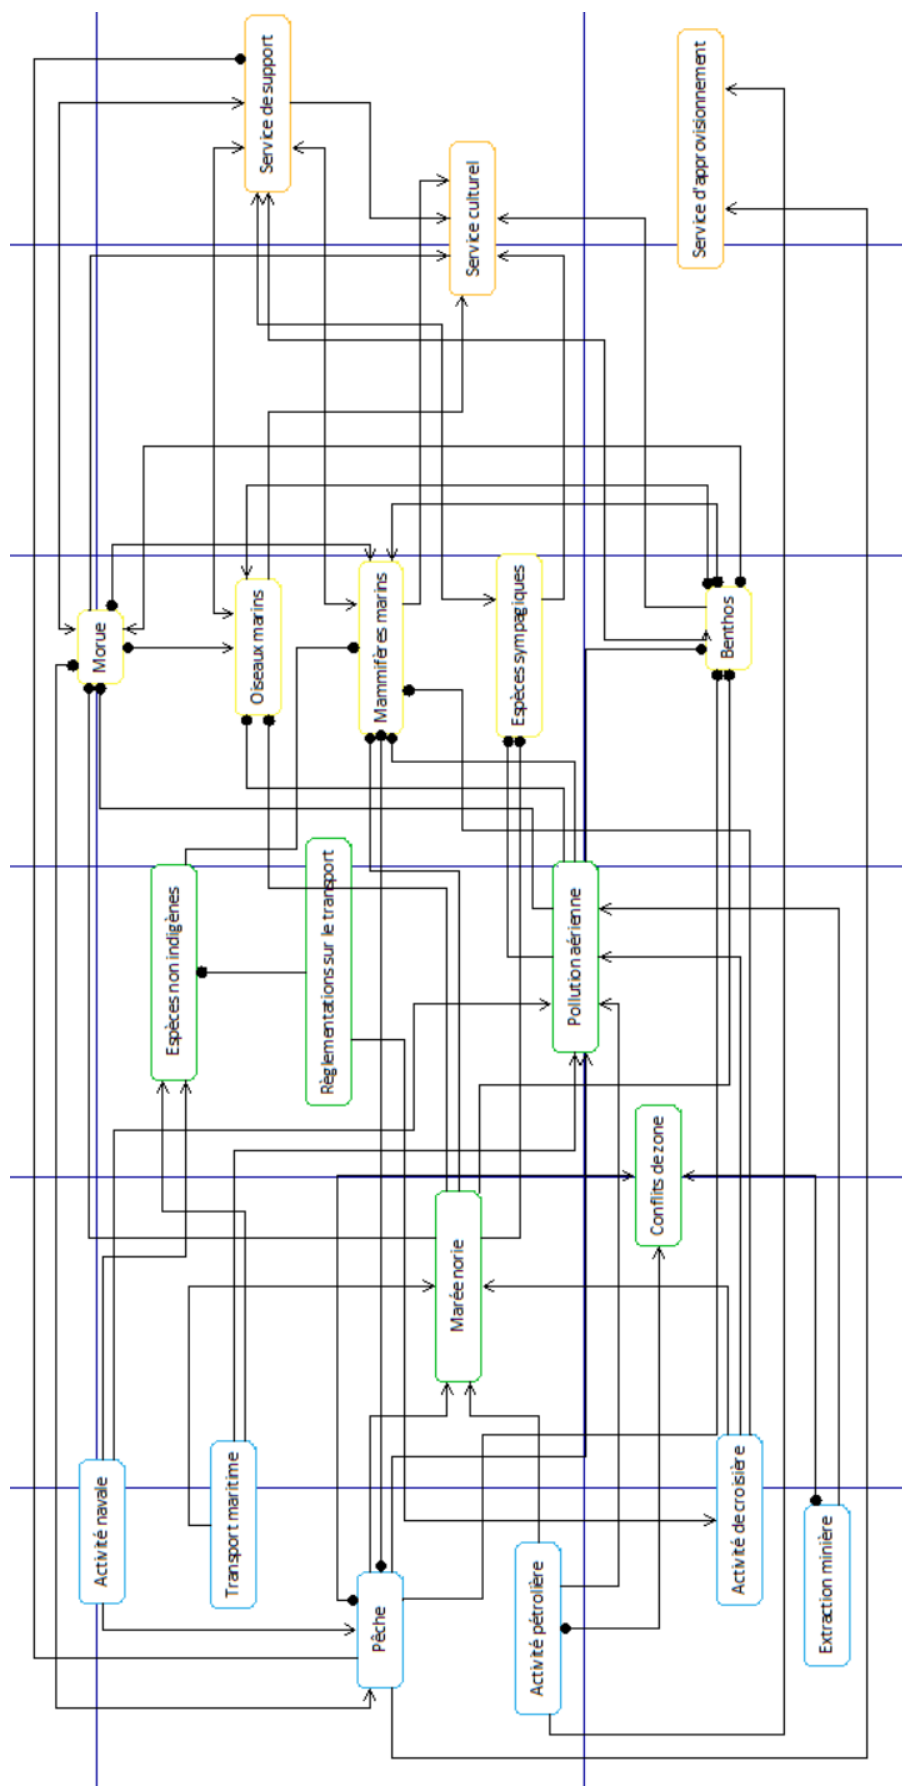 Service de support
Service culturel
Service d'approvisionnement
Morue
Oiseaux marins
Mammifères marins
Espèces sympagiques
Benthos
Espèces non indigènes
Règlementations sur le transport
Pollution aérienne
Marée norie
Conflits de zone
Activité navale
Transport maritime
Pêche
Activité pétrolière
Activité de croisière
Extraction minière